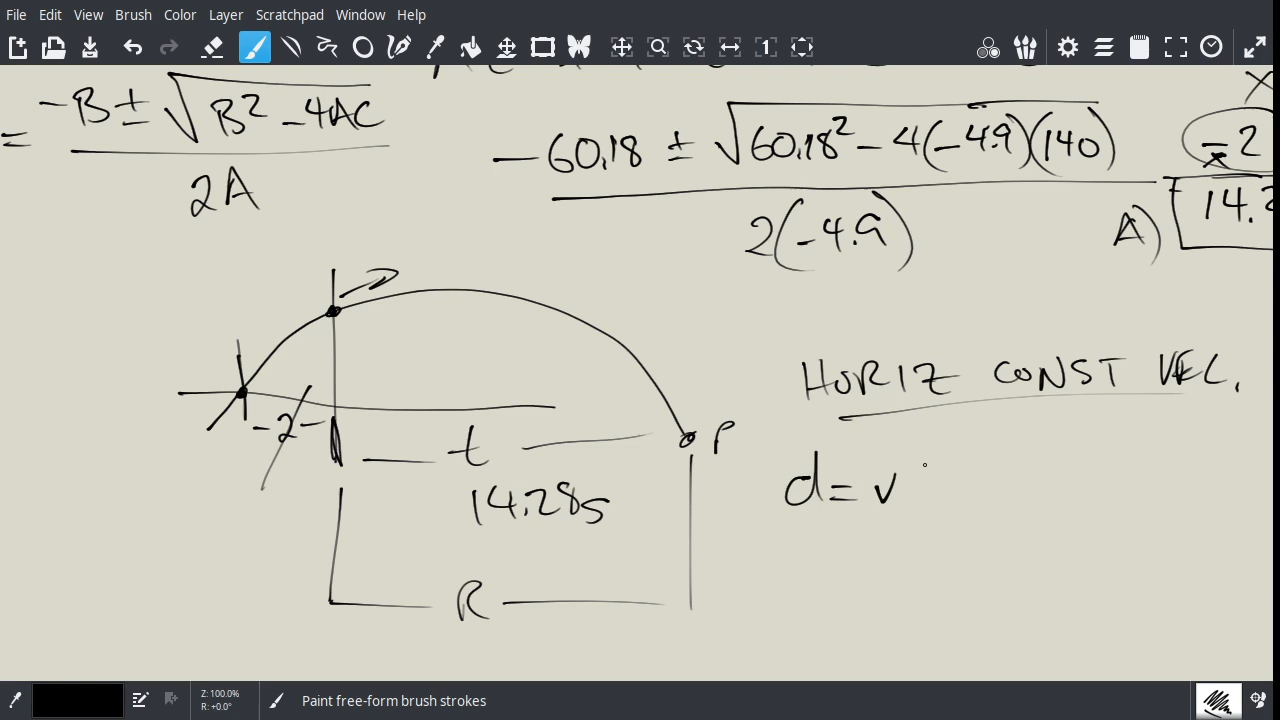 File Edit View Brush Color Layer Scratchpad Window Help
= -B ± √B² - 4AC
2A
-60.18 ± √60.18² - 4(-4.9)(140)
2(-4.9)
= -2
A) 14.2
-2- t P
14.28s
R
HORIZ CONST VEL.
d = v
Z: 100.0%
R: +0.0°
Paint free-form brush strokes